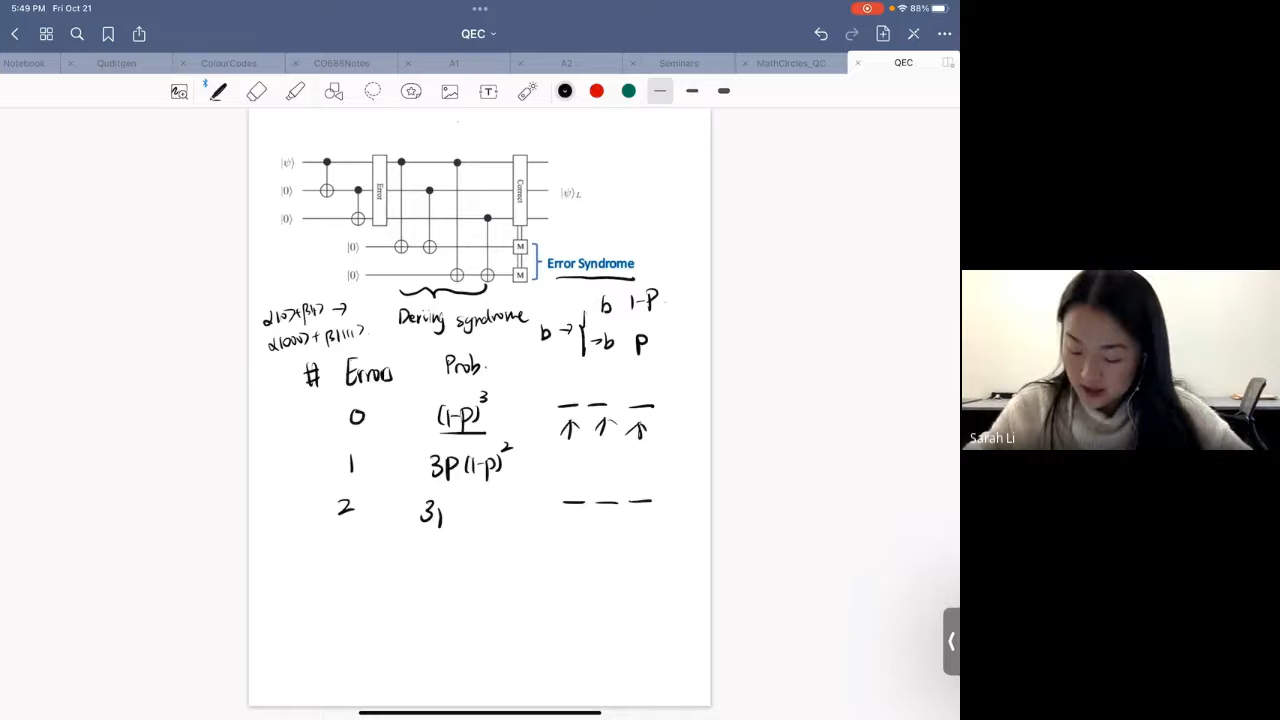 5:49 PM Fri Oct 21
88%
QEC
Notebook
Quditgen
ColourCodes
CO685Notes
A1
A2
Seminars
MathCircles_QC
QEC
T
|ψ⟩
|0⟩
|0⟩
|0⟩
|0⟩
Error
Correct
M
M
|ψ⟩L
Error Syndrome
α|0⟩+β|1⟩ →
α|000⟩ + β|111⟩.
Deriving syndrome
b → { b 1-P
¬b P
# Errors Prob.
0 (1-p)^3
1 3p(1-p)^2
2 3
Sarah Li